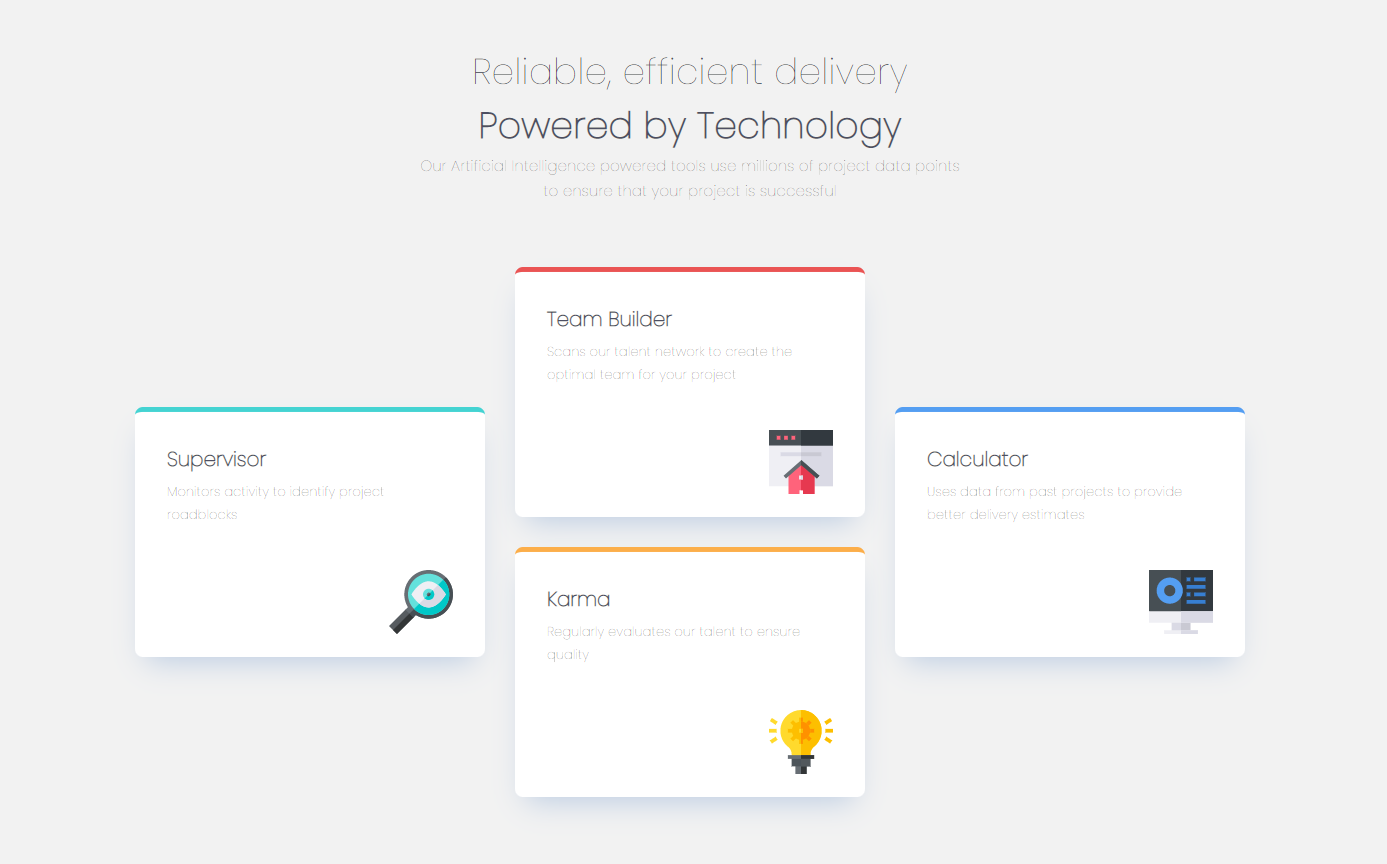 Reliable, efficient delivery
Powered by Technology
Our Artificial Intelligence powered tools use millions of project data points
to ensure that your project is successful
Supervisor
Monitors activity to identify project
roadblocks
Team Builder
Scans our talent network to create the
optimal team for your project
Karma
Regularly evaluates our talent to ensure
quality
Calculator
Uses data from past projects to provide
better delivery estimates